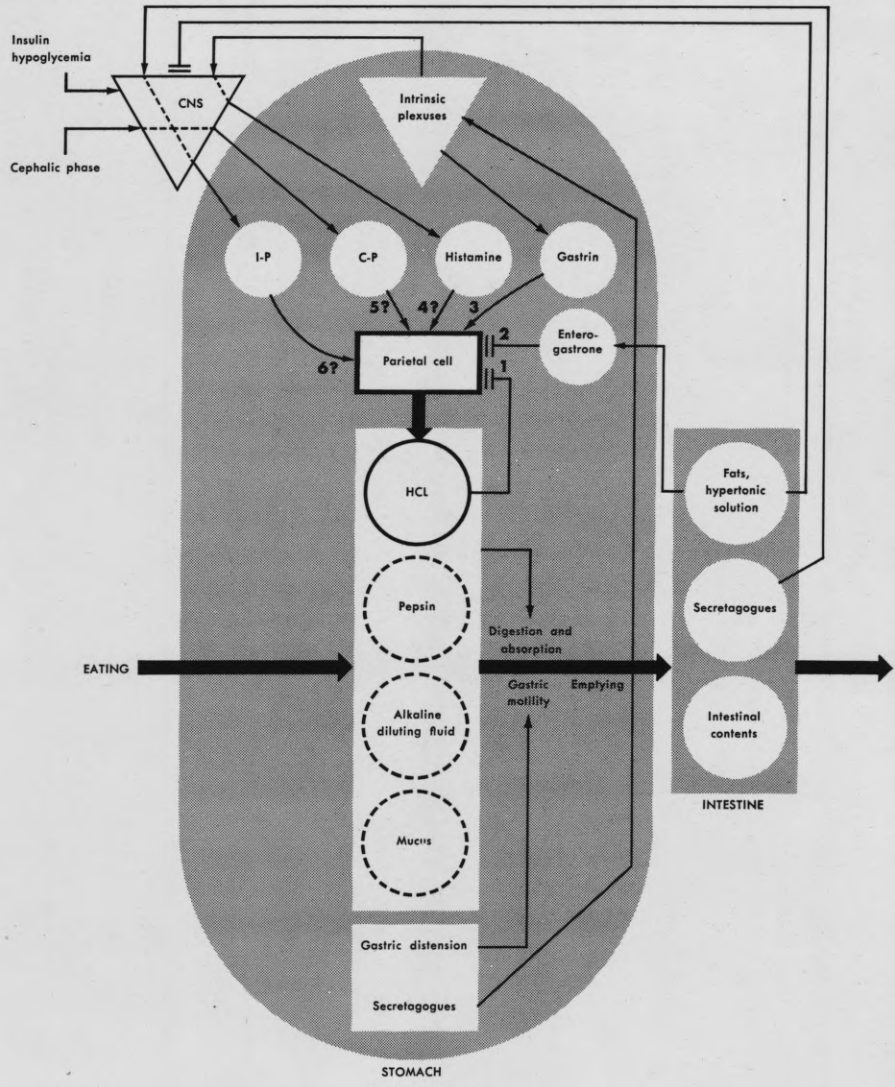 Insulin
hypoglycemia
CNS
Cephalic phase
Intrinsic
plexuses
I-P
C-P
Histamine
Gastrin
5?
4?
3
6?
Parietal cell
2
1
Entero-
gastrone
HCL
Fats,
hypertonic
solution
Pepsin
Secretagogues
Digestion and
absorption
EATING
Gastric
motility
Emptying
Alkaline
diluting fluid
Intestinal
contents
INTESTINE
Mucus
Gastric distension
Secretagogues
STOMACH